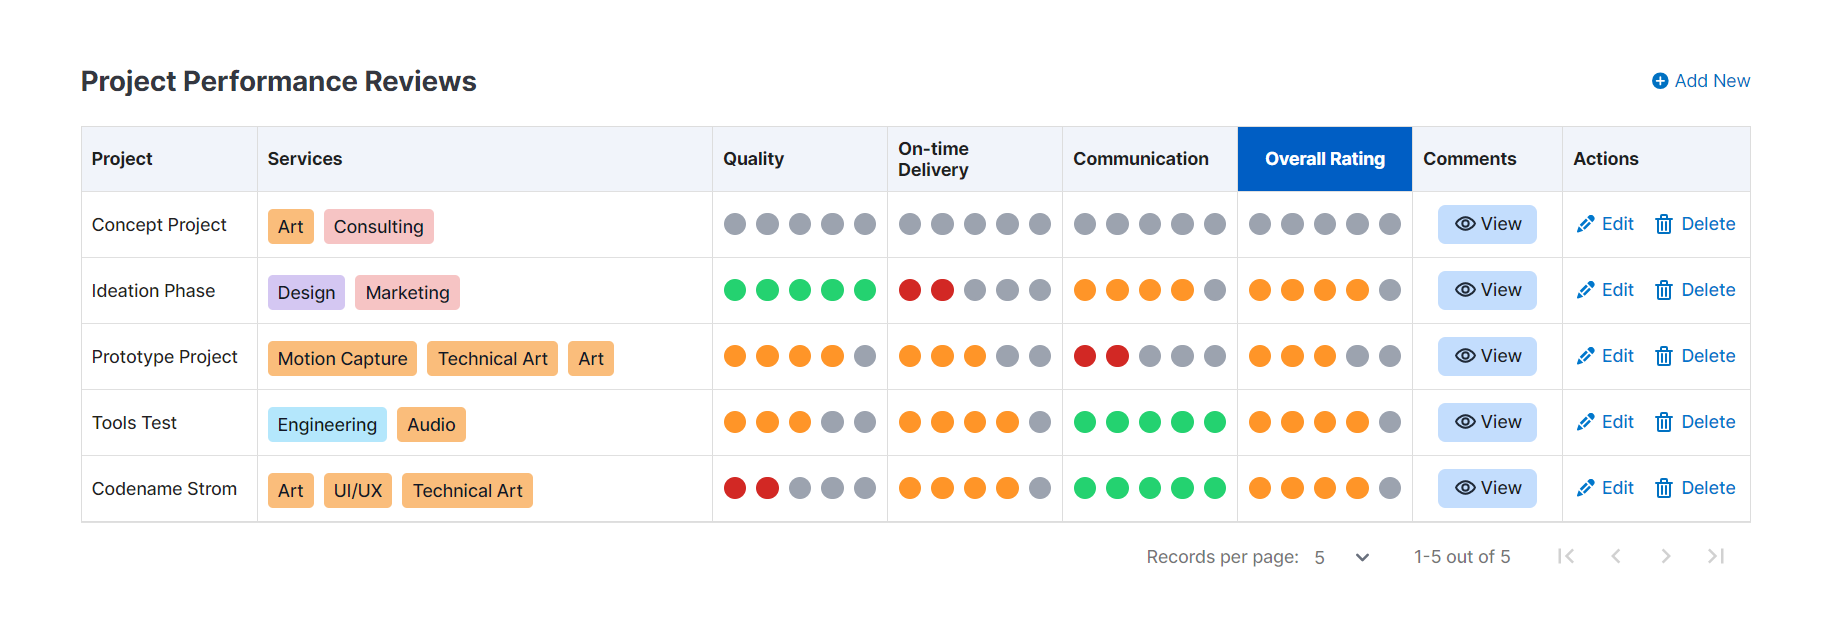 Project Performance Reviews
Add New
Project Services Quality On-time Delivery Communication Overall Rating Comments Actions
Concept Project Art Consulting View Edit Delete
Ideation Phase Design Marketing View Edit Delete
Prototype Project Motion Capture Technical Art Art View Edit Delete
Tools Test Engineering Audio View Edit Delete
Codename Strom Art UI/UX Technical Art View Edit Delete
Records per page: 5 1-5 out of 5